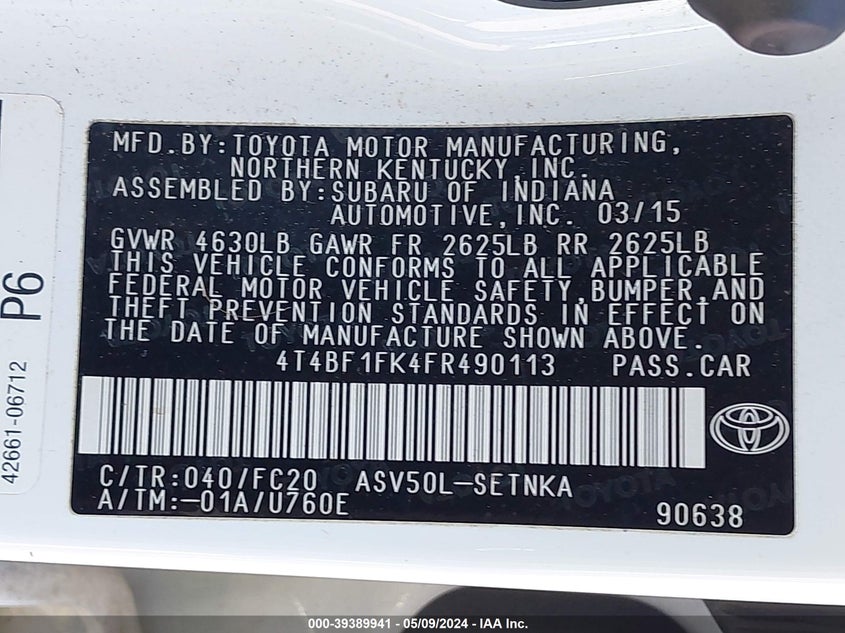 MFD.BY:TOYOTA MOTOR MANUFACTURING,
NORTHERN KENTUCKY,INC.
ASSEMBLED BY:SUBARU OF INDIANA
AUTOMOTIVE,INC. 03/15
GVWR 4630LB GAWR FR 2625LB RR 2625LB
THIS VEHICLE CONFORMS TO ALL APPLICABLE
FEDERAL MOTOR VEHICLE SAFETY,BUMPER,AND
THEFT PREVENTION STANDARDS IN EFFECT ON
THE DATE OF MANUFACTURE SHOWN ABOVE.
4T4BF1FK4FR490113 PASS.CAR
C/TR:040/FC20 ASV50L-SETNKA
A/TM:-01A/U760E
90638
P6
42661-06712
000-39389941 - 05/09/2024 - IAA Inc.